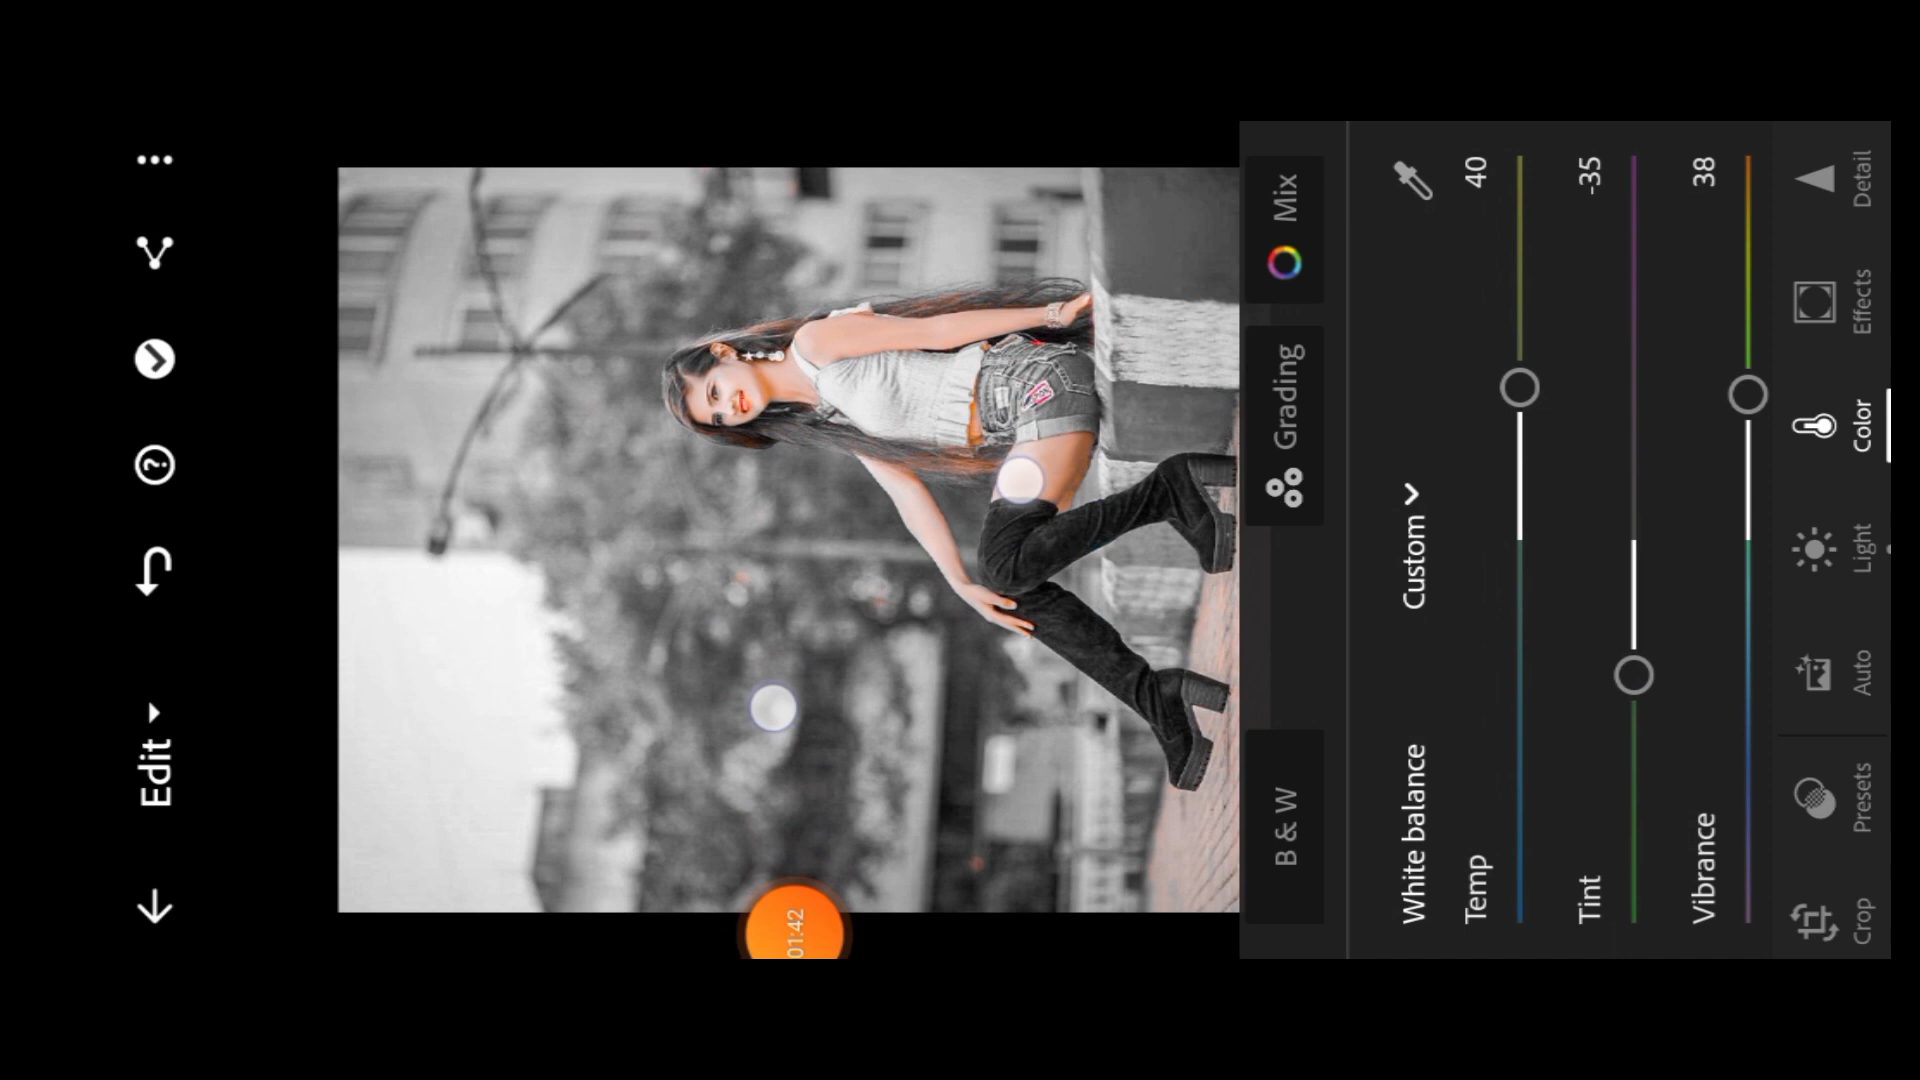 Edit
01:42
B & W
Grading
Mix
White balance
Custom
Temp
40
Tint
-35
Vibrance
38
Crop
Presets
Auto
Light
Color
Effects
Detail